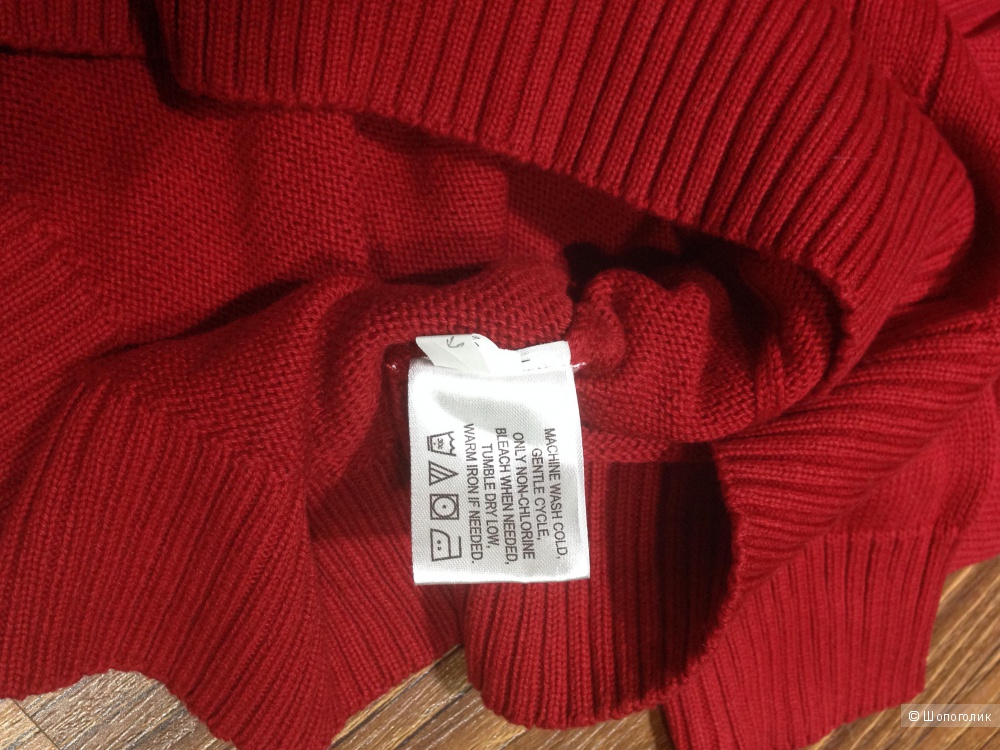 MACHINE WASH COLD,
GENTLE CYCLE,
ONLY NON-CHLORINE
BLEACH WHEN NEEDED,
TUMBLE DRY LOW,
WARM IRON IF NEEDED.
© Шопоголик